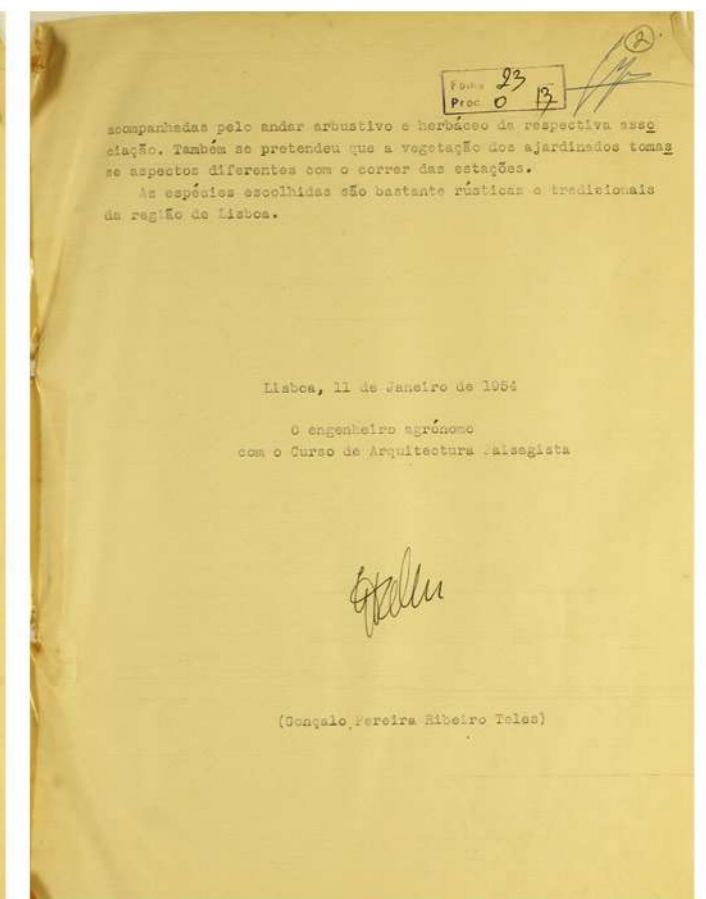 2
Folha 23
Proc. 0 13
acompanhadas pelo andar arbustivo e herbáceo da respectiva asso
ciação. Também se pretendeu que a vegetação dos ajardinados tomas
se aspectos diferentes com o correr das estações.
As espécies escolhidas são bastante rústicas e tradicionais
da região de Lisboa.
Lisboa, 11 de Janeiro de 1954
O engenheiro agrónomo
com o Curso de Arquitectura Paisagista
(Gonçalo Pereira Ribeiro Teles)